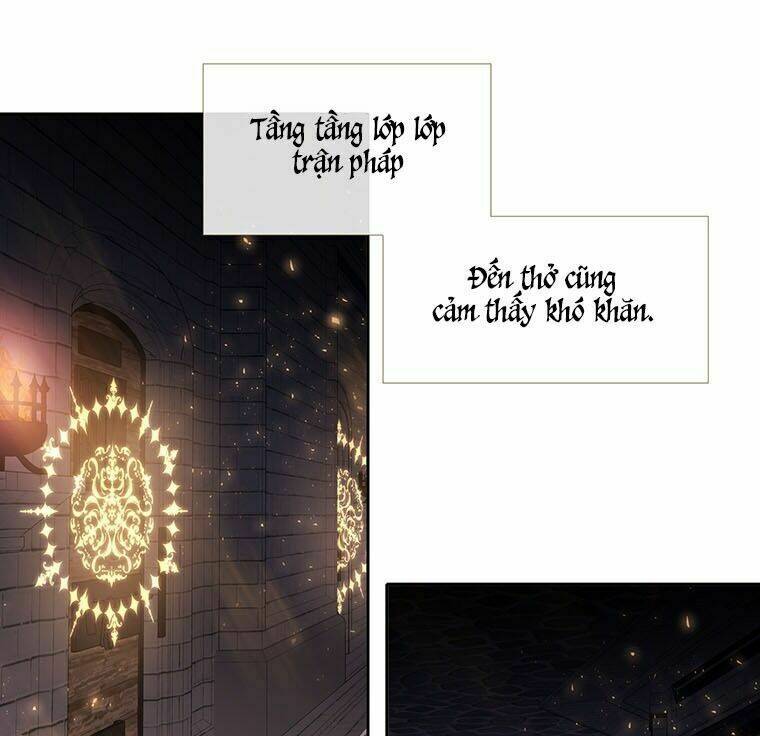 Tầng tầng lớp lớp
trận pháp
Đến thở cũng
cảm thấy khó khăn.